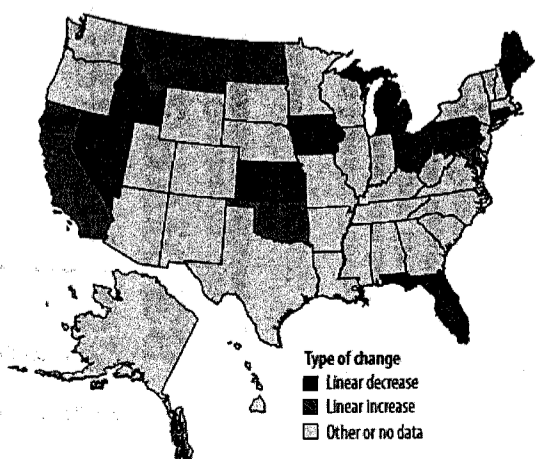 Type of change
Linear decrease
Linear increase
Other or no data